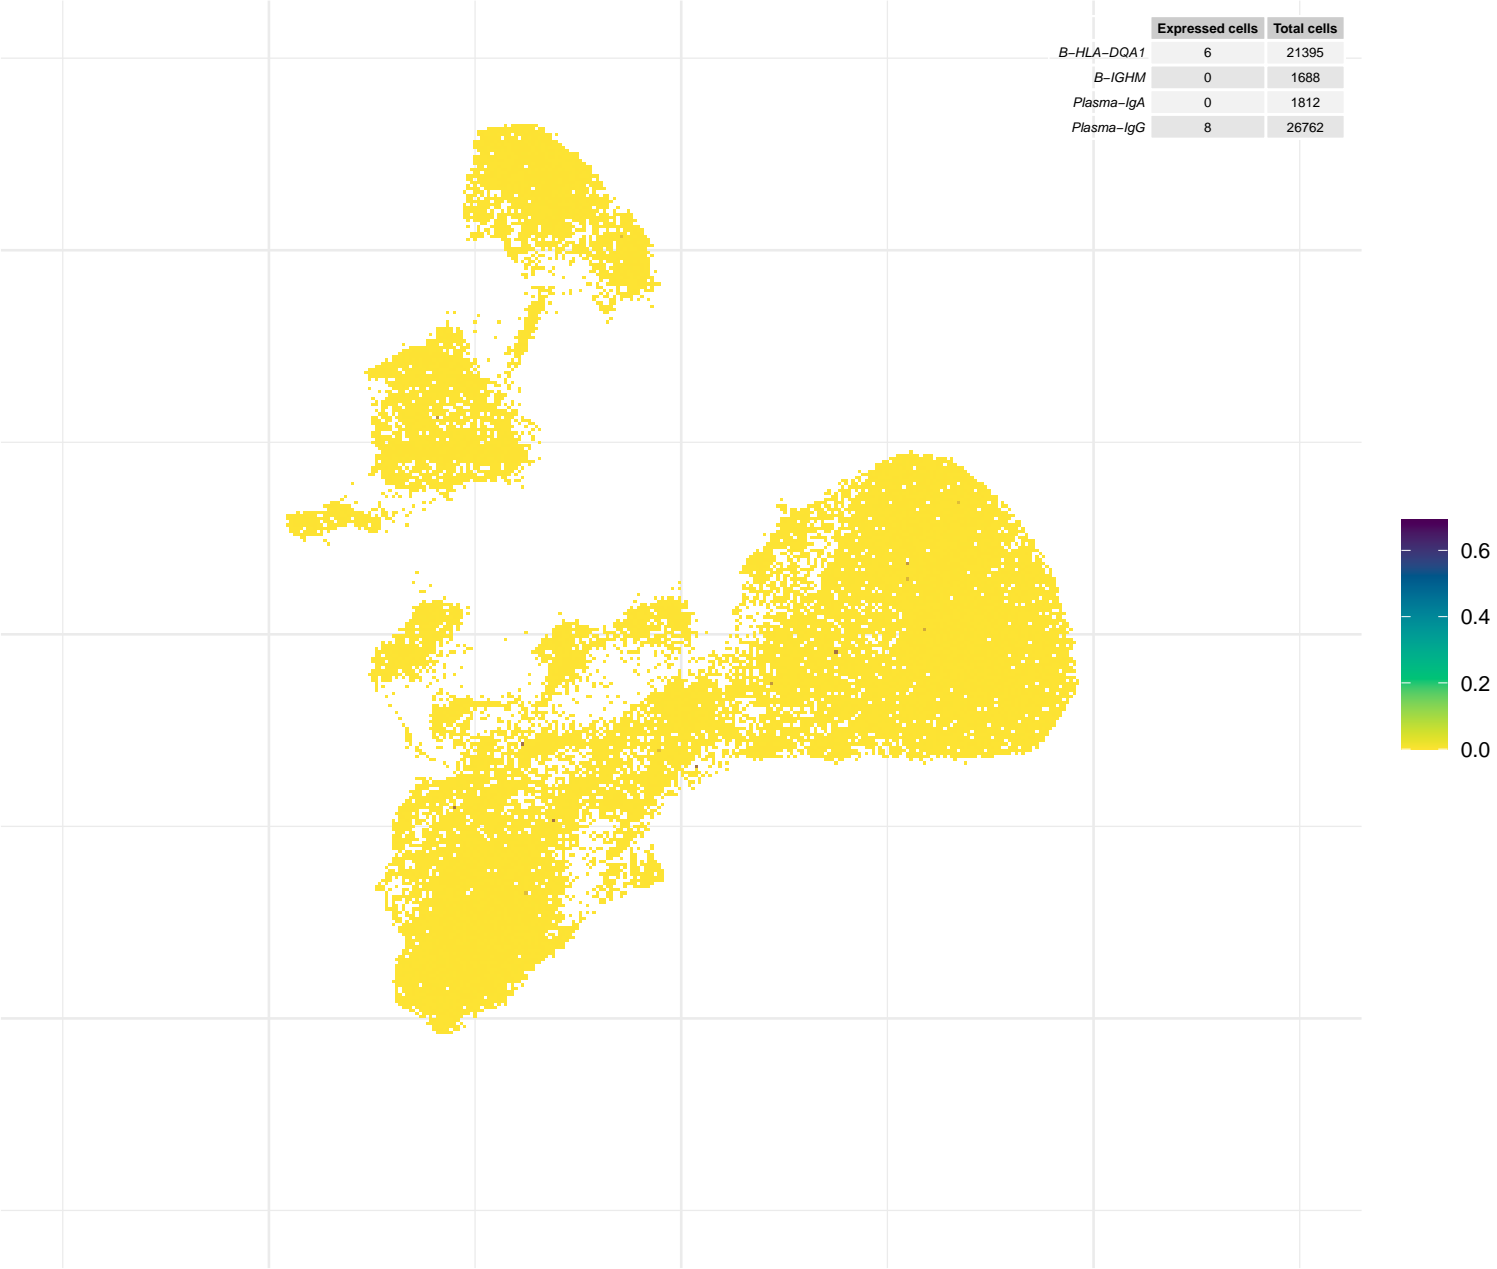 Expressed cells Total cells
B−HLA−DQA1 6 21395
B−IGHM 0 1688
Plasma−IgA 0 1812
Plasma−IgG 8 26762
0.6
0.4
0.2
0.0